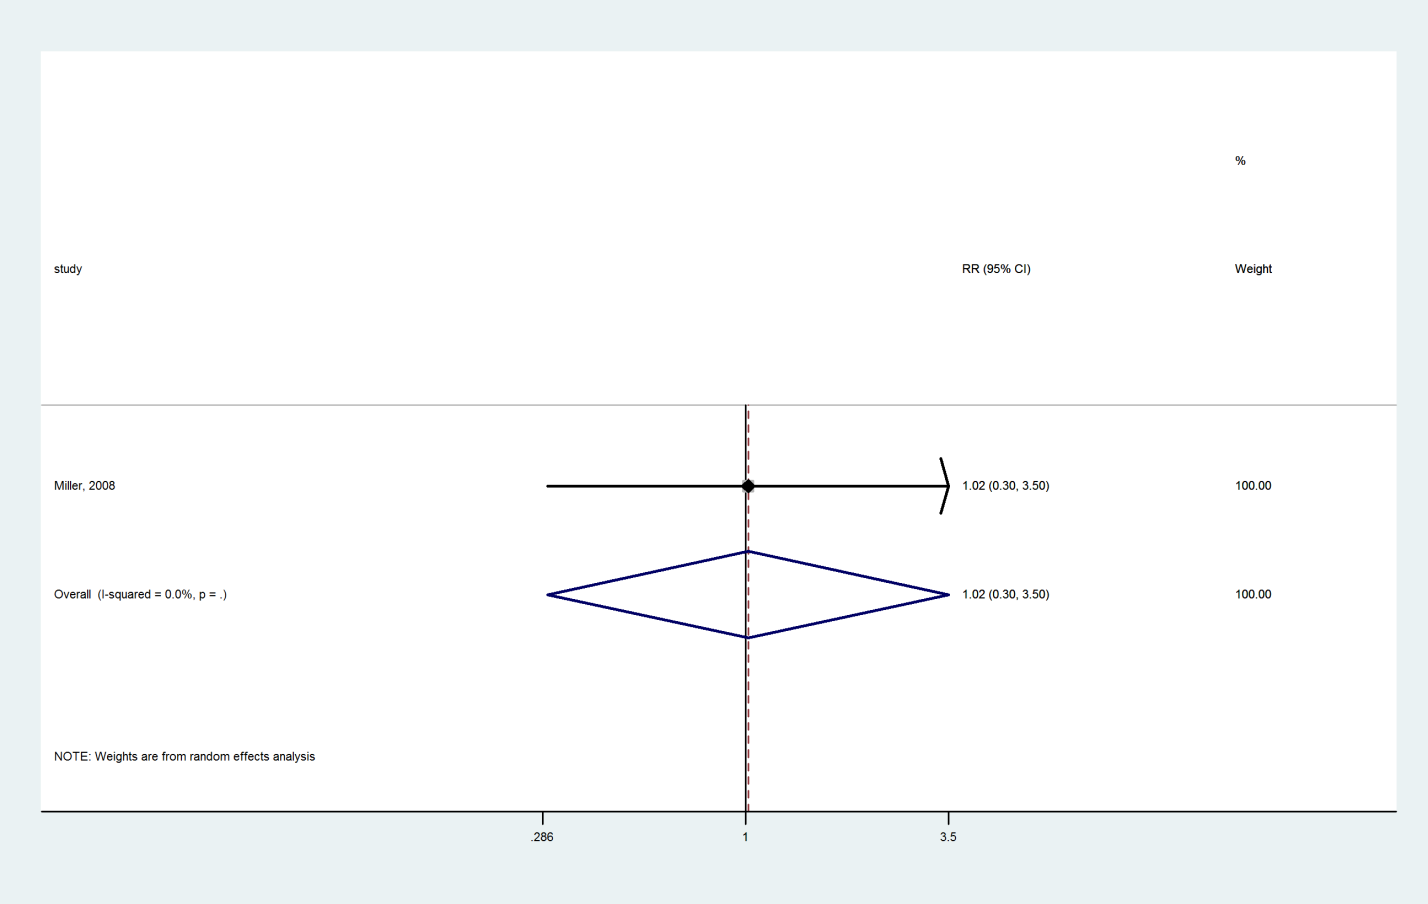 %
study RR (95% CI) Weight
Miller, 2008 1.02 (0.30, 3.50) 100.00
Overall  (I-squared = 0.0%, p = .) 1.02 (0.30, 3.50) 100.00
NOTE: Weights are from random effects analysis
.286 1 3.5